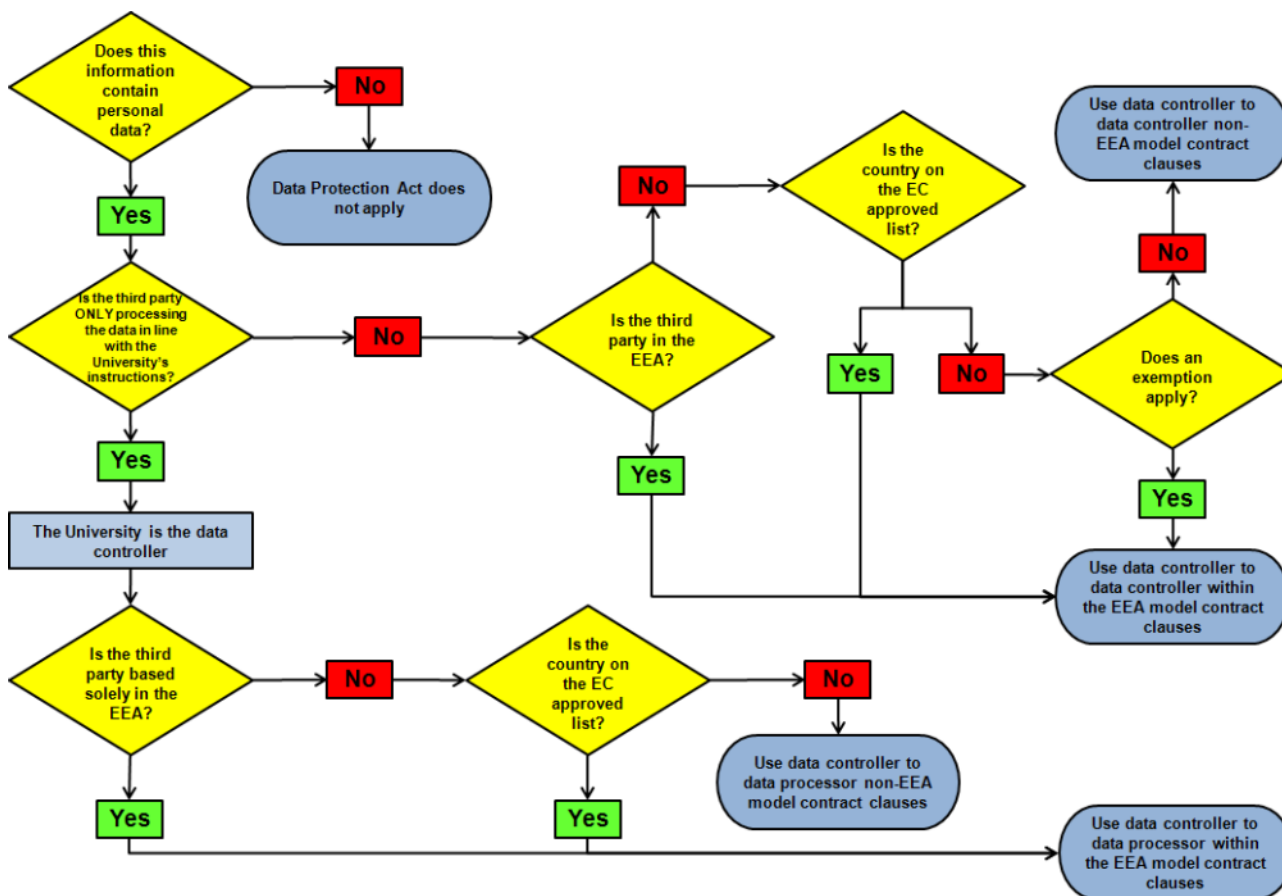 Does this
information
contain
personal
data?
No
Data Protection Act does
not apply
Yes
Is the third party
ONLY processing
the data in line
with the
University's
instructions?
No
Is the third
party in the
EEA?
No
Is the
country on
the EC
approved
list?
Yes
No
Does an
exemption
apply?
No
Use data controller to
data controller non-
EEA model contract
clauses
Yes
Use data controller to
data controller within
the EEA model contract
clauses
Yes
Yes
The University is the data
controller
Is the third
party based
solely in the
EEA?
No
Is the
country on
the EC
approved
list?
No
Use data controller to
data processor non-EEA
model contract clauses
Yes
Yes
Use data controller to
data processor within
the EEA model contract
clauses